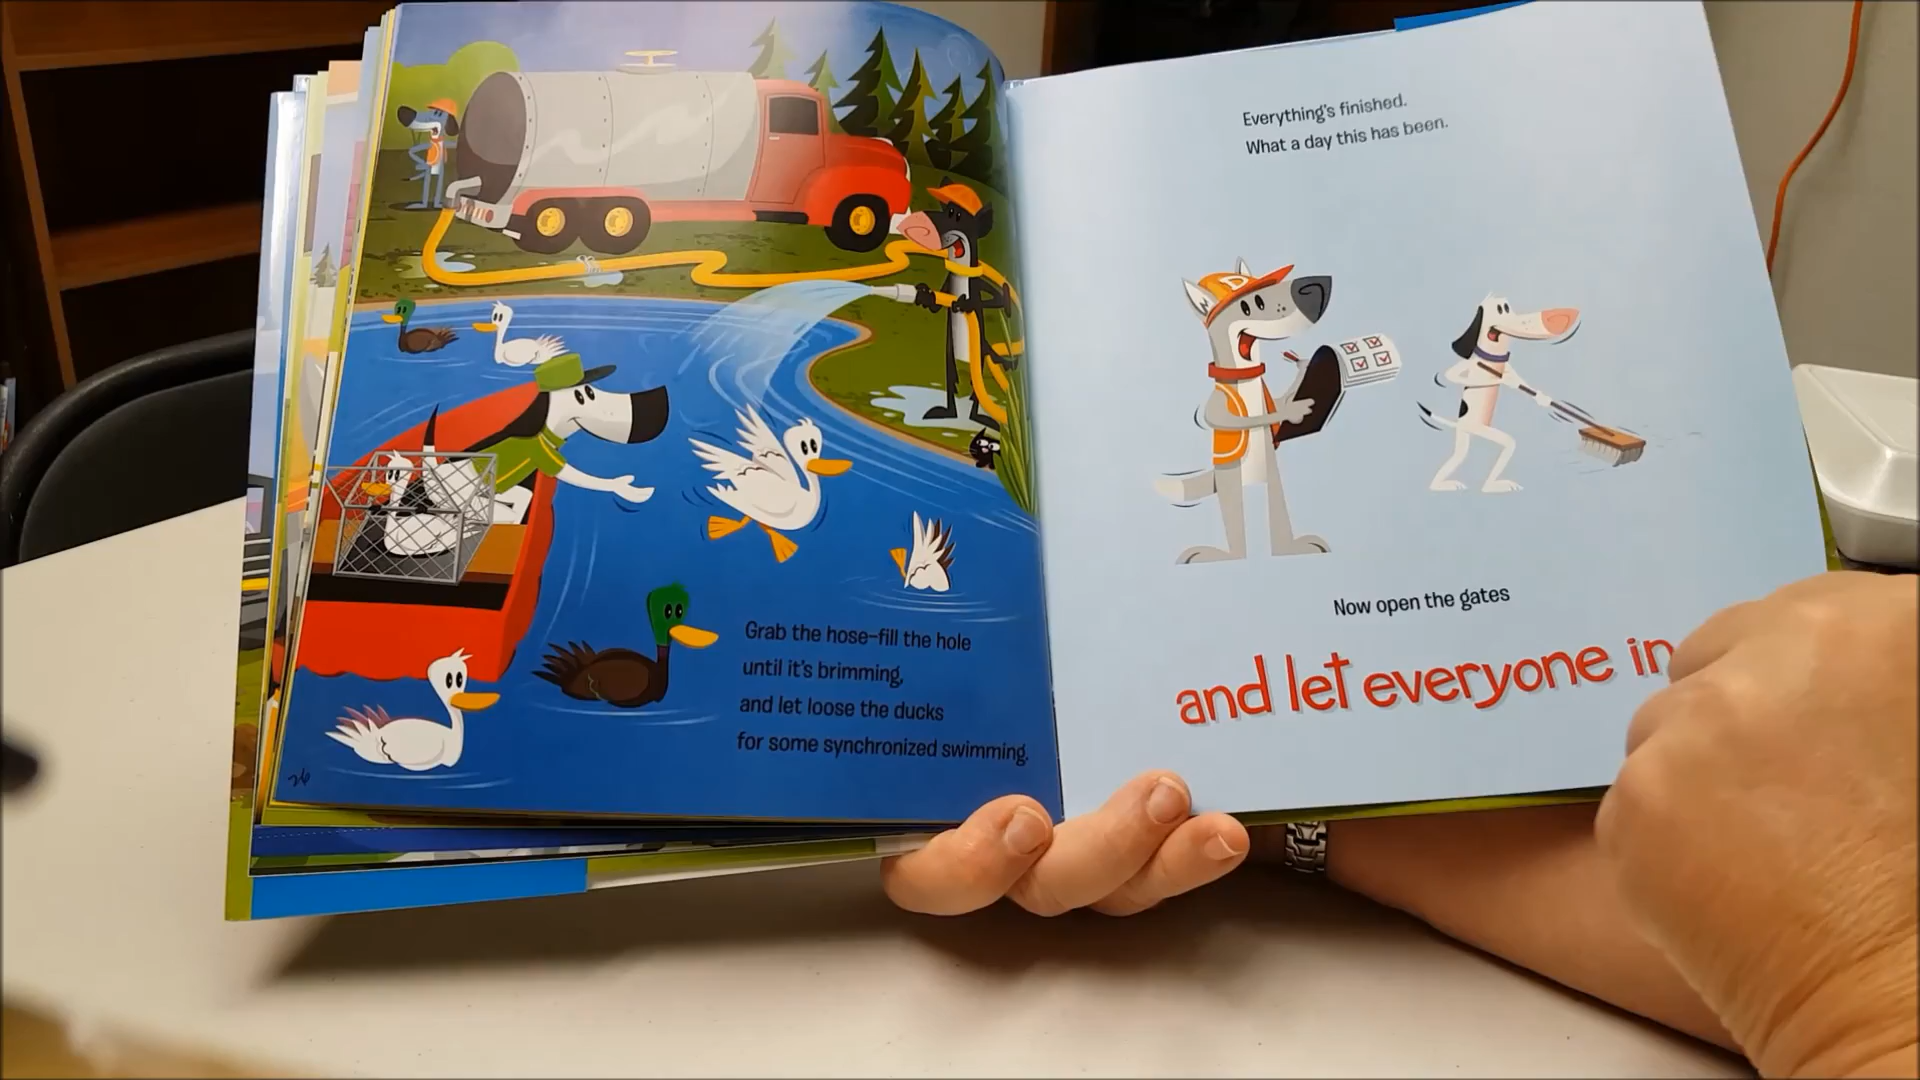 Grab the hose–fill the hole
until it's brimming,
and let loose the ducks
for some synchronized swimming.
26
Everything's finished.
What a day this has been.
D
Now open the gates
and let everyone in